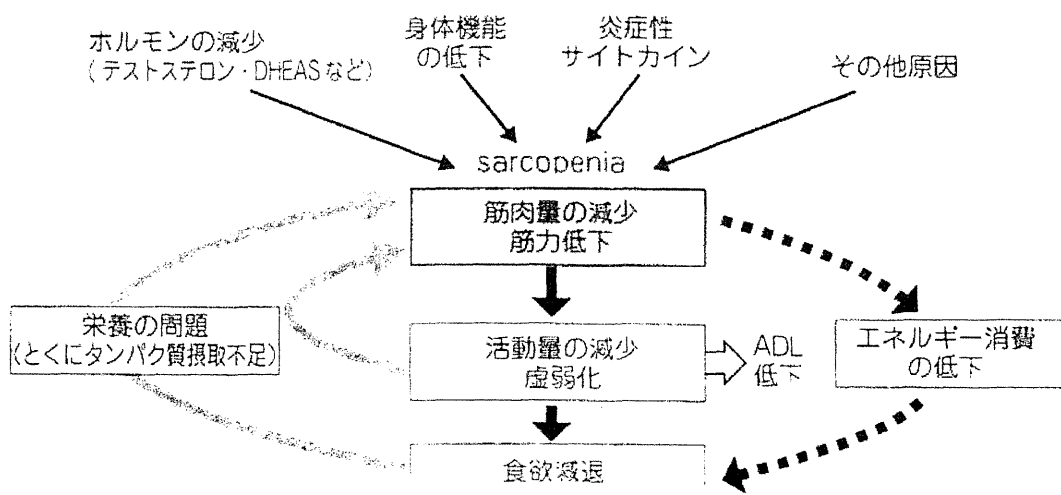 ホルモンの減少
(テストステロン・DHEASなど)
身体機能
の低下
炎症性
サイトカイン
その他原因
sarcopenia
筋肉量の減少
筋力低下
栄養の問題
(とくにタンパク質摂取不足)
活動量の減少
虚弱化
ADL
低下
エネルギー消費
の低下
食欲減退